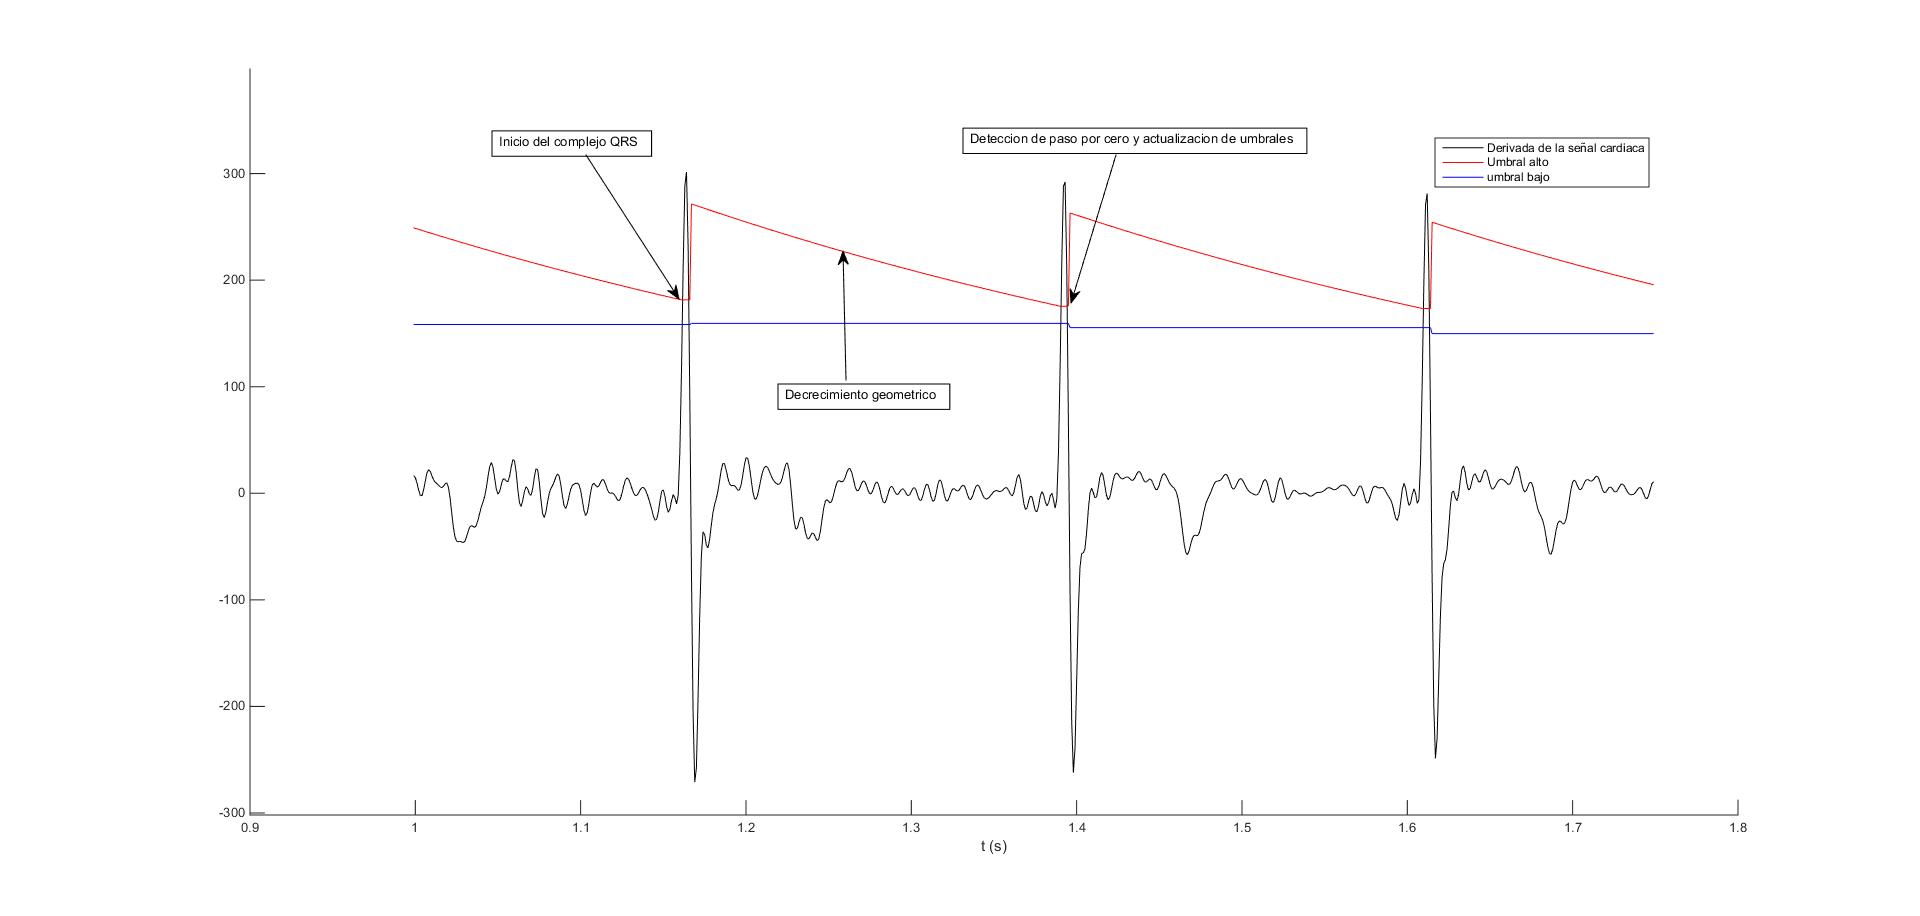 Inicio del complejo QRS
Deteccion de paso por cero y actualizacion de umbrales
Derivada de la señal cardiaca
Umbral alto
umbral bajo
Decrecimiento geometrico
300
200
100
0
-100
-200
-300
0.9
1
1.1
1.2
1.3
1.4
1.5
1.6
1.7
1.8
t (s)